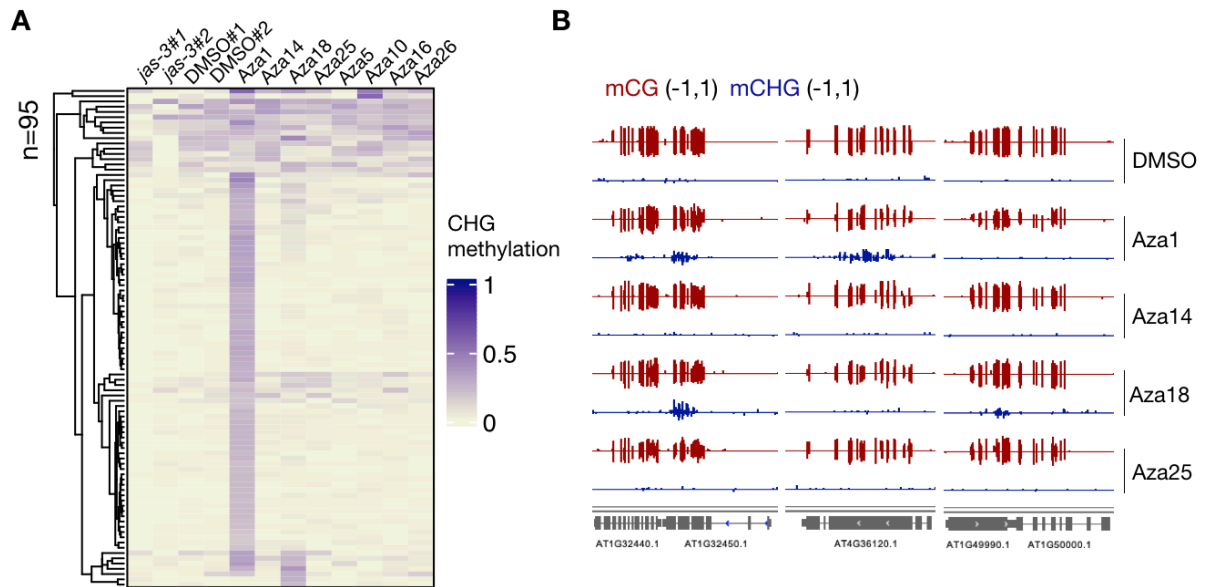 A
jas-3#1
jas-3#2
DMSO#1
DMSO#2
Aza1
Aza14
Aza18
Aza25
Aza5
Aza10
Aza16
Aza26
n=95
CHG
methylation
1
0.5
0
B
mCG (-1,1) mCHG (-1,1)
DMSO
Aza1
Aza14
Aza18
Aza25
AT1G32440.1 AT1G32450.1 AT4G36120.1 AT1G49990.1 AT1G50000.1